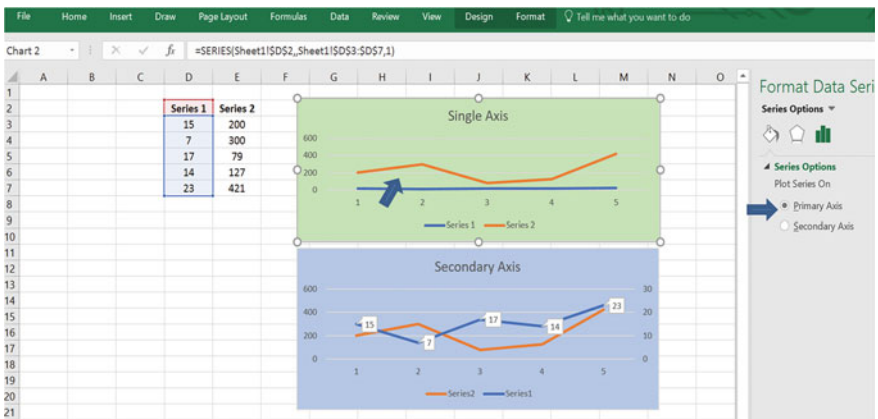 File Home Insert Draw Page Layout Formulas Data Review View Design Format Tell me what you want to do
Chart 2 fx =SERIES(Sheet1!$D$2,,Sheet1!$D$3:$D$7,1)
A B C D E F G H I J K L M N O
1
2
3
4
5
6
7
8
9
10
11
12
13
14
15
16
17
18
19
20
21
Series 1 Series 2
15 200
7 300
17 79
14 127
23 421
Single Axis
600
400
200
0
1 2 3 4 5
Series 1 Series 2
Secondary Axis
600 30
400 20
200 10
0 0
15 7 17 14 23
1 2 3 4 5
Series2 Series1
Format Data Seri
Series Options
Series Options
Plot Series On
Primary Axis
Secondary Axis